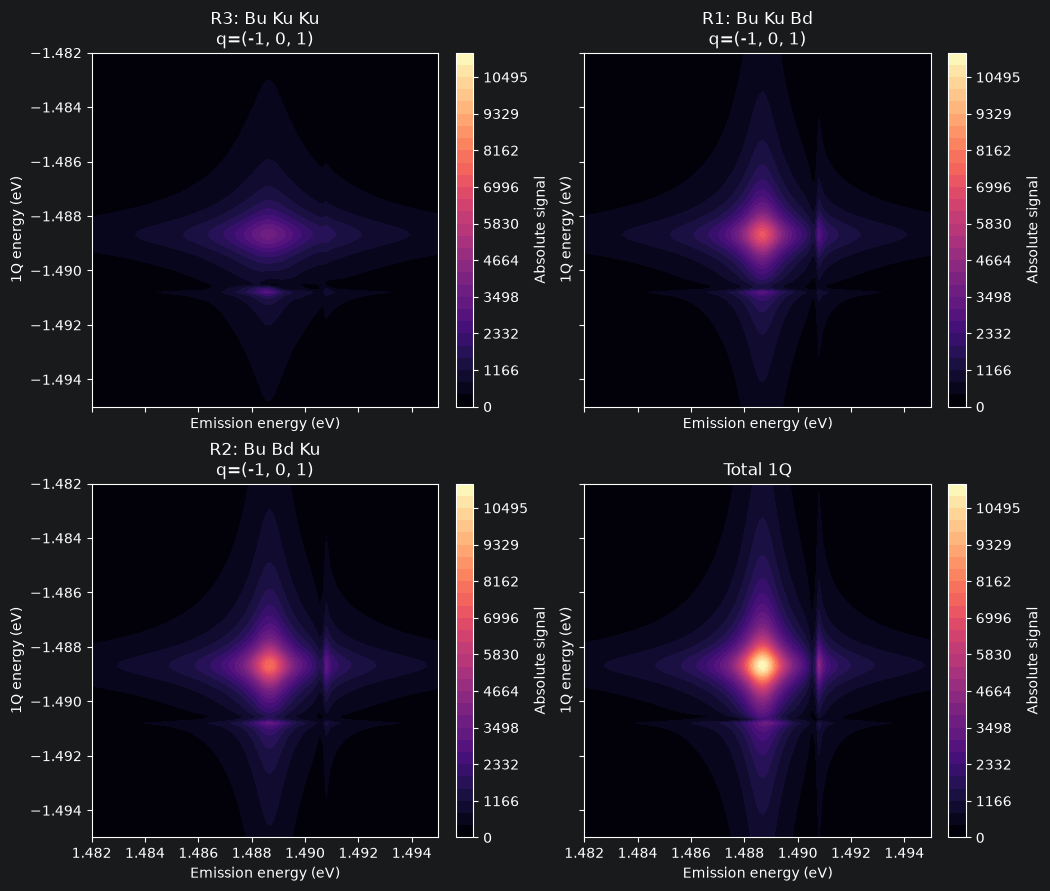 R3: Bu Ku Ku
q=(-1, 0, 1)
−1.482
−1.484
−1.486
−1.488
−1.490
−1.492
−1.494
1Q energy (eV)
Emission energy (eV)
10495
9329
8162
6996
5830
4664
3498
2332
1166
0
Absolute signal
R1: Bu Ku Bd
q=(-1, 0, 1)
1Q energy (eV)
Emission energy (eV)
10495
9329
8162
6996
5830
4664
3498
2332
1166
0
Absolute signal
R2: Bu Bd Ku
q=(-1, 0, 1)
−1.482
−1.484
−1.486
−1.488
−1.490
−1.492
−1.494
1Q energy (eV)
1.482 1.484 1.486 1.488 1.490 1.492 1.494
Emission energy (eV)
10495
9329
8162
6996
5830
4664
3498
2332
1166
0
Absolute signal
Total 1Q
1Q energy (eV)
1.482 1.484 1.486 1.488 1.490 1.492 1.494
Emission energy (eV)
10495
9329
8162
6996
5830
4664
3498
2332
1166
0
Absolute signal